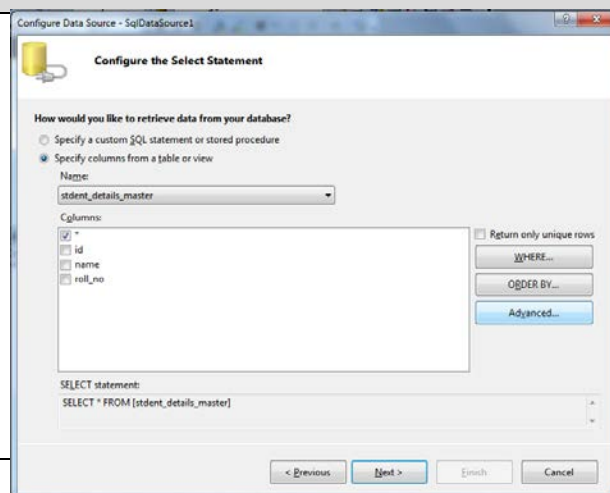 Configure Data Source - SqlDataSource1
Configure the Select Statement
How would you like to retrieve data from your database?
Specify a custom SQL statement or stored procedure
Specify columns from a table or view
Name:
stdent_details_master
Columns:
*
id
name
roll_no
Return only unique rows
WHERE...
ORDER BY...
Advanced...
SELECT statement:
SELECT * FROM [stdent_details_master]
< Previous Next > Finish Cancel